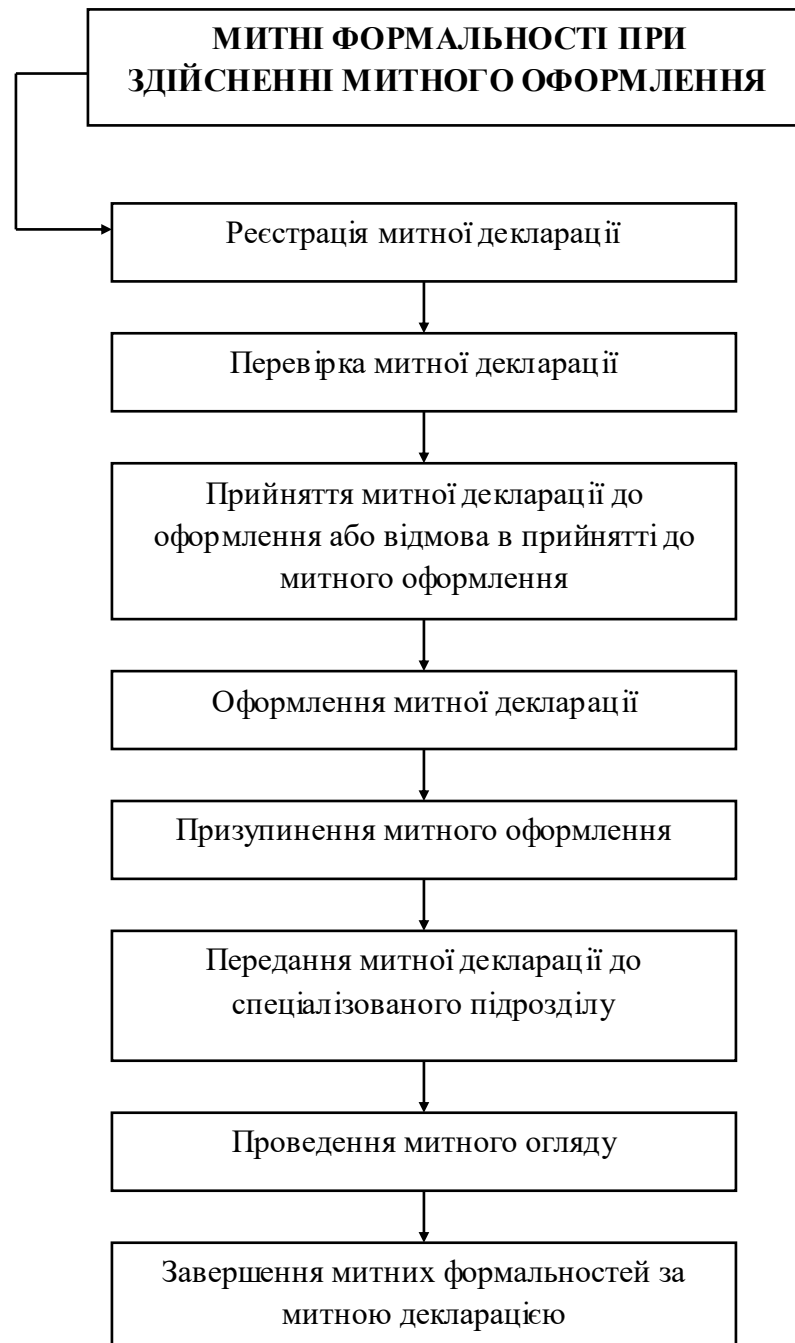 МИТНІ ФОРМАЛЬНОСТІ ПРИ
ЗДІЙСНЕННІ МИТНОГО ОФОРМЛЕННЯ
Реєстрація митної декларації
Перевірка митної декларації
Прийняття митної декларації до
оформлення або відмова в прийнятті до
митного оформлення
Оформлення митної декларації
Призупинення митного оформлення
Передання митної декларації до
спеціалізованого підрозділу
Проведення митного огляду
Завершення митних формальностей за
митною декларацією